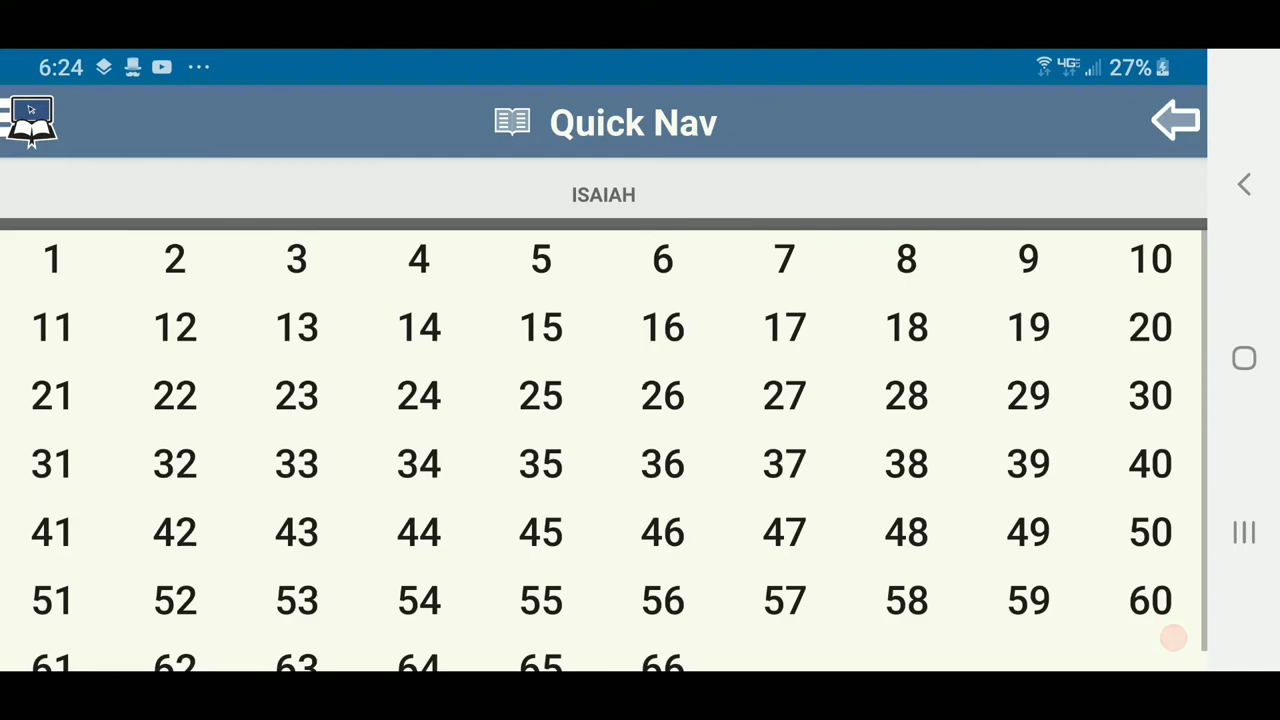 6:24 ... 4GE 27%
Quick Nav
ISAIAH
1 2 3 4 5 6 7 8 9 10
11 12 13 14 15 16 17 18 19 20
21 22 23 24 25 26 27 28 29 30
31 32 33 34 35 36 37 38 39 40
41 42 43 44 45 46 47 48 49 50
51 52 53 54 55 56 57 58 59 60
61 62 63 64 65 66